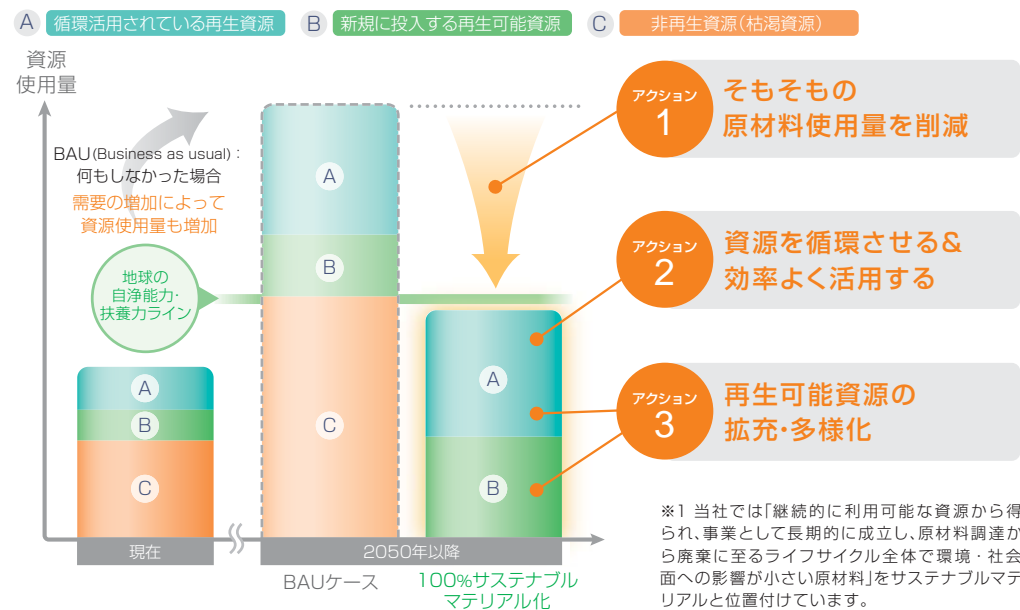 A 循環活用されている再生資源 B 新規に投入する再生可能資源 C 非再生資源(枯渇資源)
資源
使用量
BAU(Business as usual):
何もしなかった場合
需要の増加によって
資源使用量も増加
地球の
自浄能力・
扶養力ライン
A
B
C
現在
A
B
C
BAUケース
A
B
2050年以降
100%サステナブル
マテリアル化
アクション
1
そもそもの
原材料使用量を削減
アクション
2
資源を循環させる&
効率よく活用する
アクション
3
再生可能資源の
拡充・多様化
※1 当社では「継続的に利用可能な資源から得
られ、事業として長期的に成立し、原材料調達か
ら廃棄に至るライフサイクル全体で環境・社会
面への影響が小さい原材料」をサステナブルマテ
リアルと位置付けています。